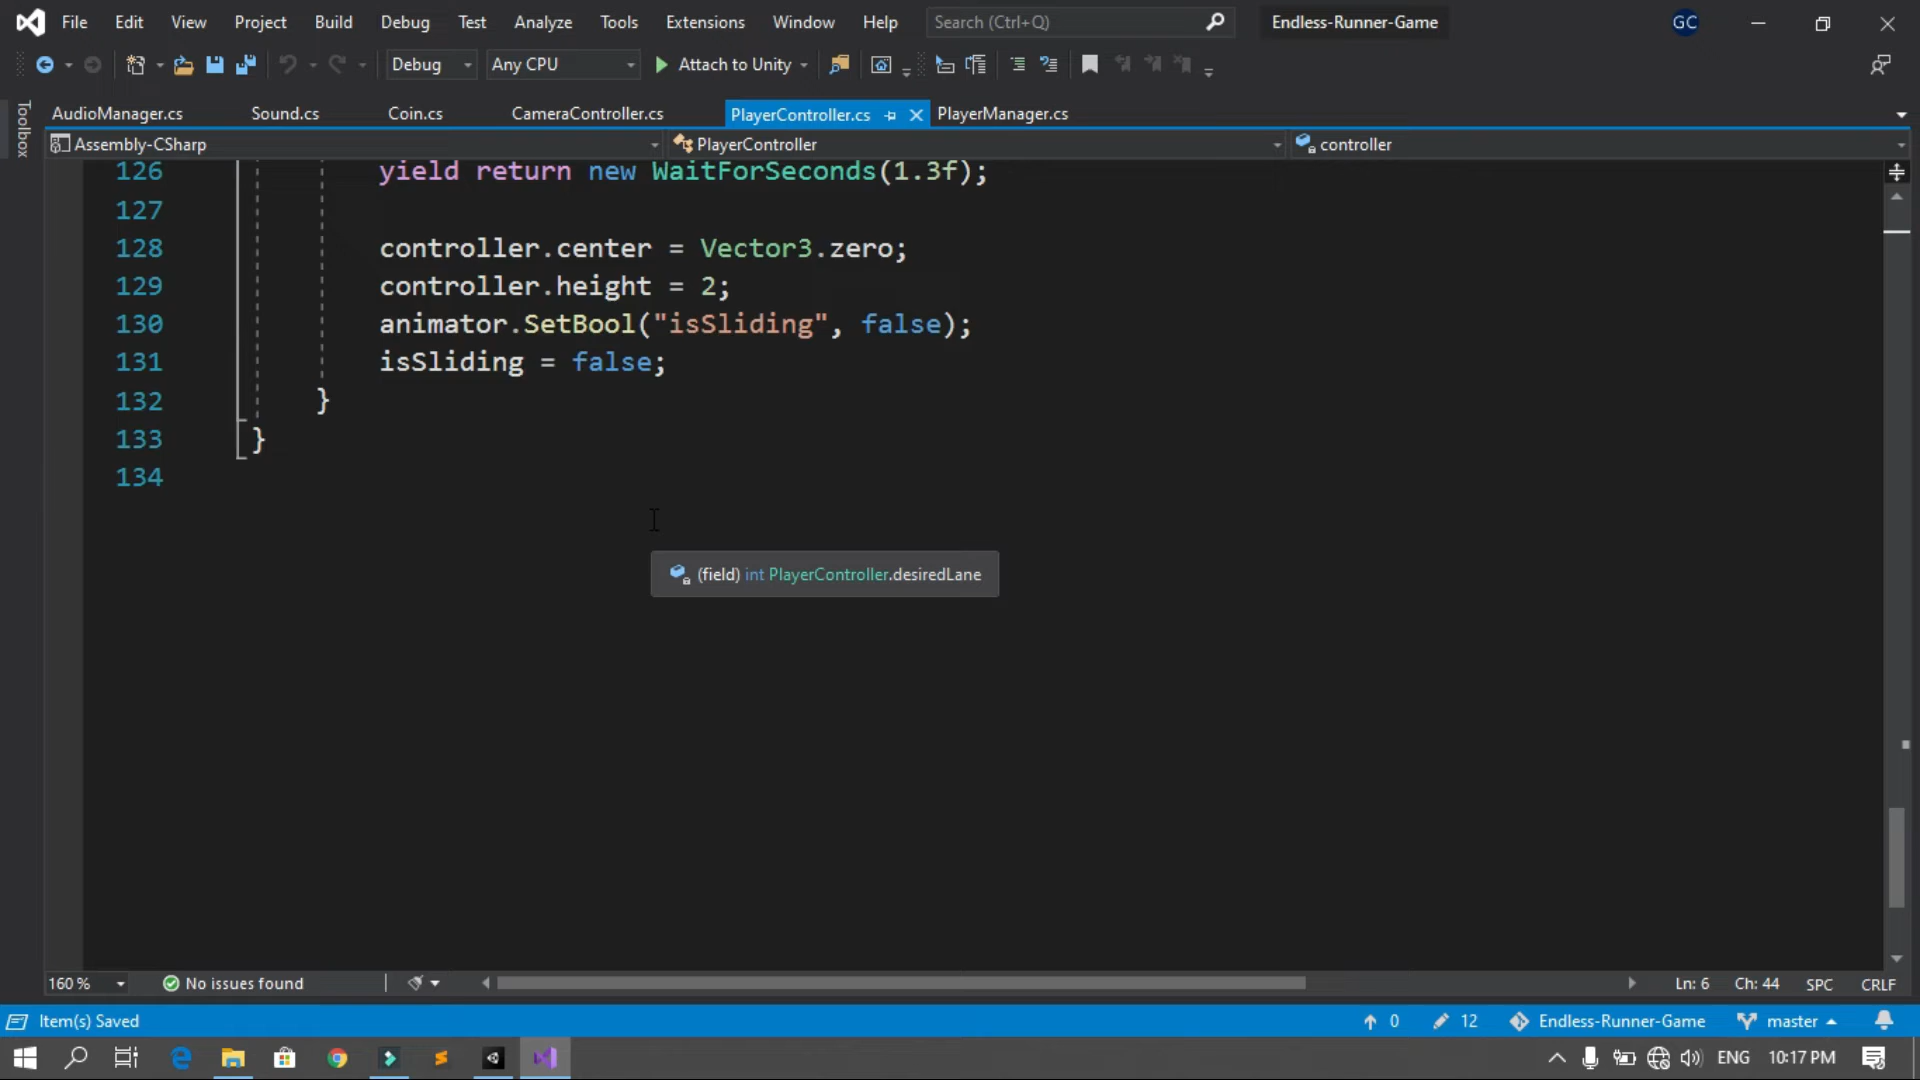 File Edit View Project Build Debug Test Analyze Tools Extensions Window Help Search (Ctrl+Q) Endless-Runner-Game GC
Debug Any CPU Attach to Unity
Toolbox
AudioManager.cs Sound.cs Coin.cs CameraController.cs PlayerController.cs PlayerManager.cs
Assembly-CSharp PlayerController controller
126 yield return new WaitForSeconds(1.3f);
127
128 controller.center = Vector3.zero;
129 controller.height = 2;
130 animator.SetBool("isSliding", false);
131 isSliding = false;
132 }
133 }
134
(field) int PlayerController.desiredLane
160 % No issues found Ln: 6 Ch: 44 SPC CRLF
Item(s) Saved 0 12 Endless-Runner-Game master
ENG 10:17 PM